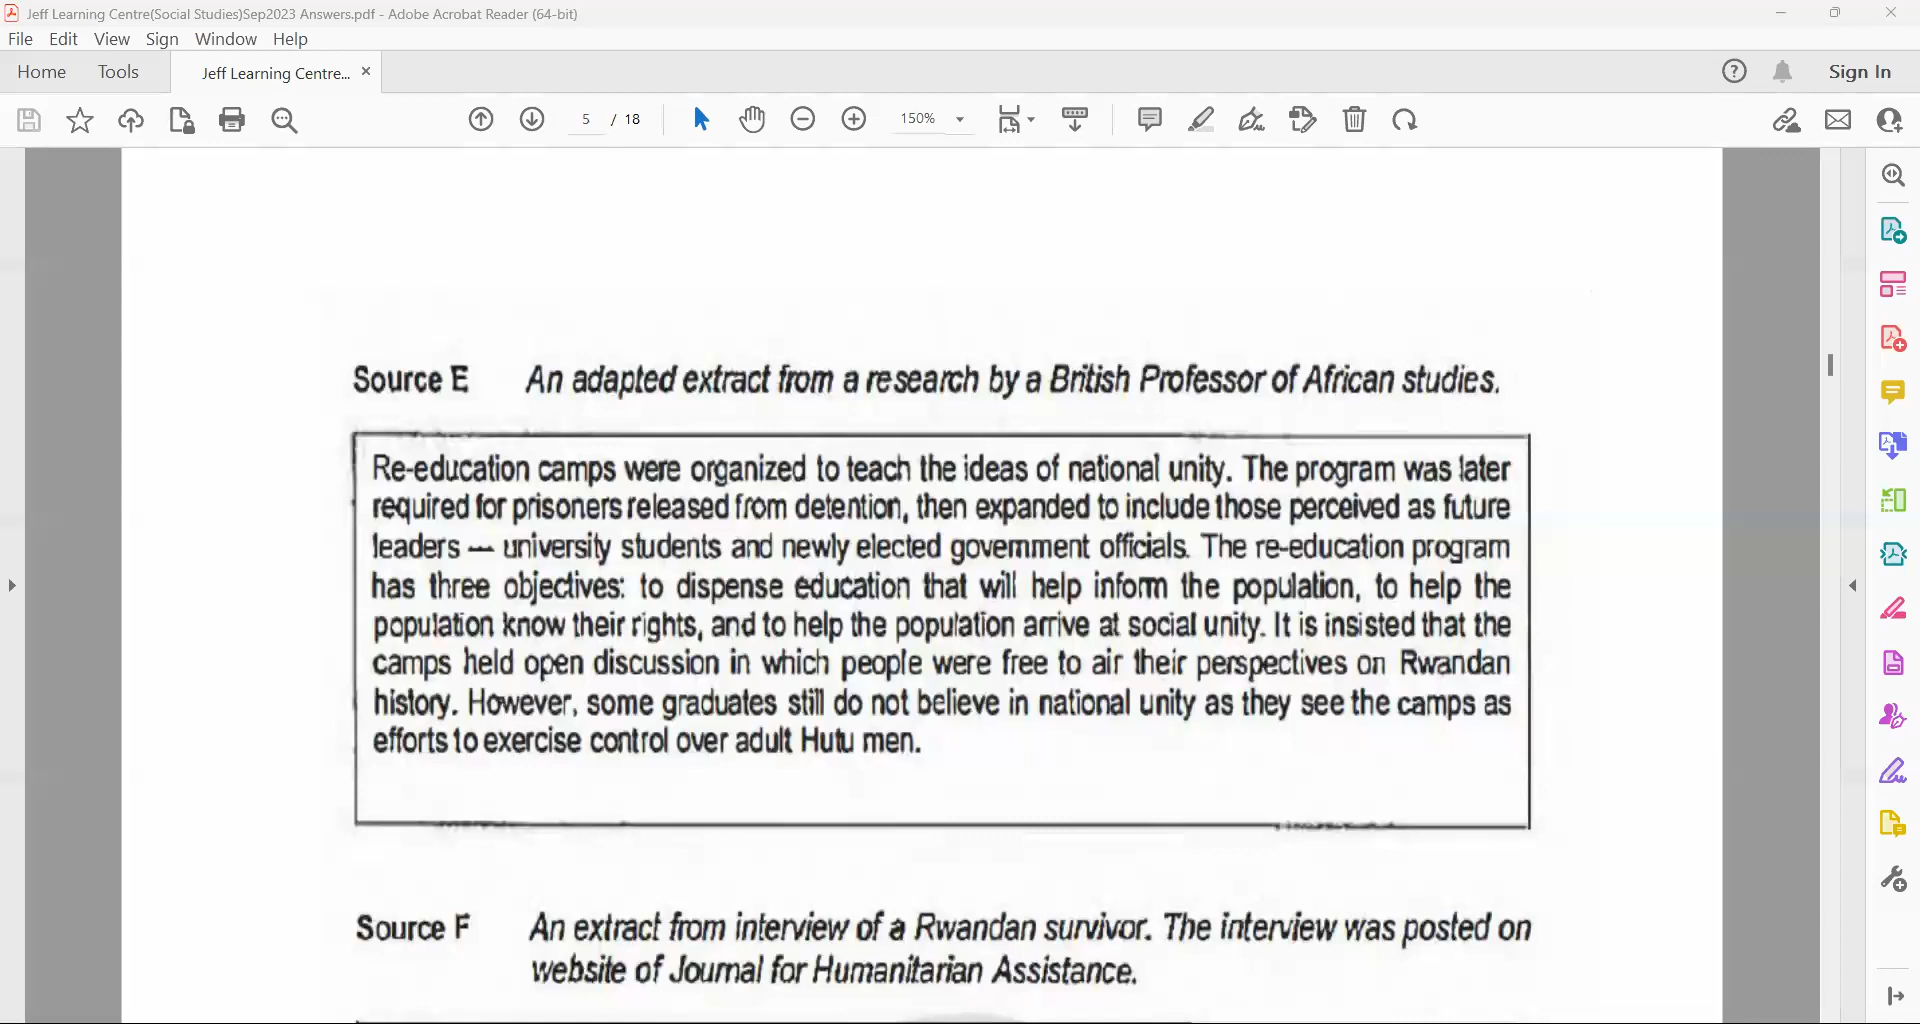 Jeff Learning Centre(Social Studies)Sep2023 Answers.pdf - Adobe Acrobat Reader (64-bit)
File Edit View Sign Window Help
Home Tools Jeff Learning Centre... × Sign In
5 / 18 150%
Source E An adapted extract from a research by a British Professor of African studies.
Re-education camps were organized to teach the ideas of national unity. The program was later
required for prisoners released from detention, then expanded to include those perceived as future
leaders — university students and newly elected government officials. The re-education program
has three objectives: to dispense education that will help inform the population, to help the
population know their rights, and to help the population arrive at social unity. It is insisted that the
camps held open discussion in which people were free to air their perspectives on Rwandan
history. However, some graduates still do not believe in national unity as they see the camps as
efforts to exercise control over adult Hutu men.
Source F An extract from interview of a Rwandan survivor. The interview was posted on
website of Journal for Humanitarian Assistance.